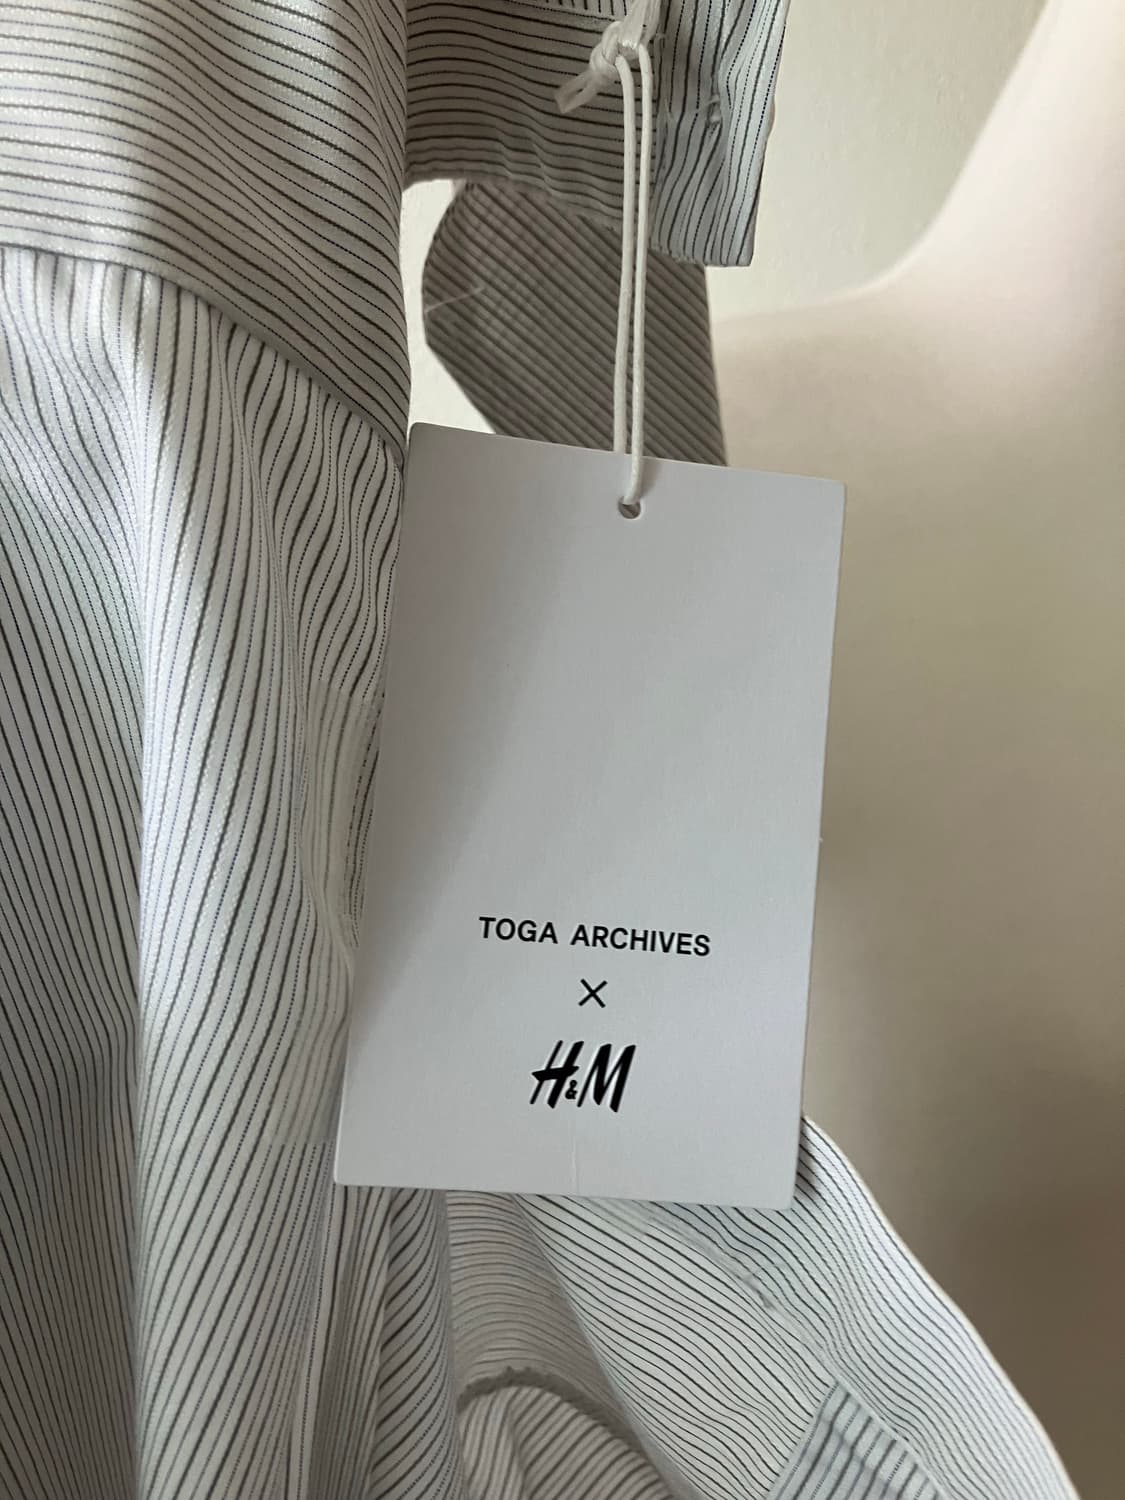 TOGA ARCHIVES
×
H&M